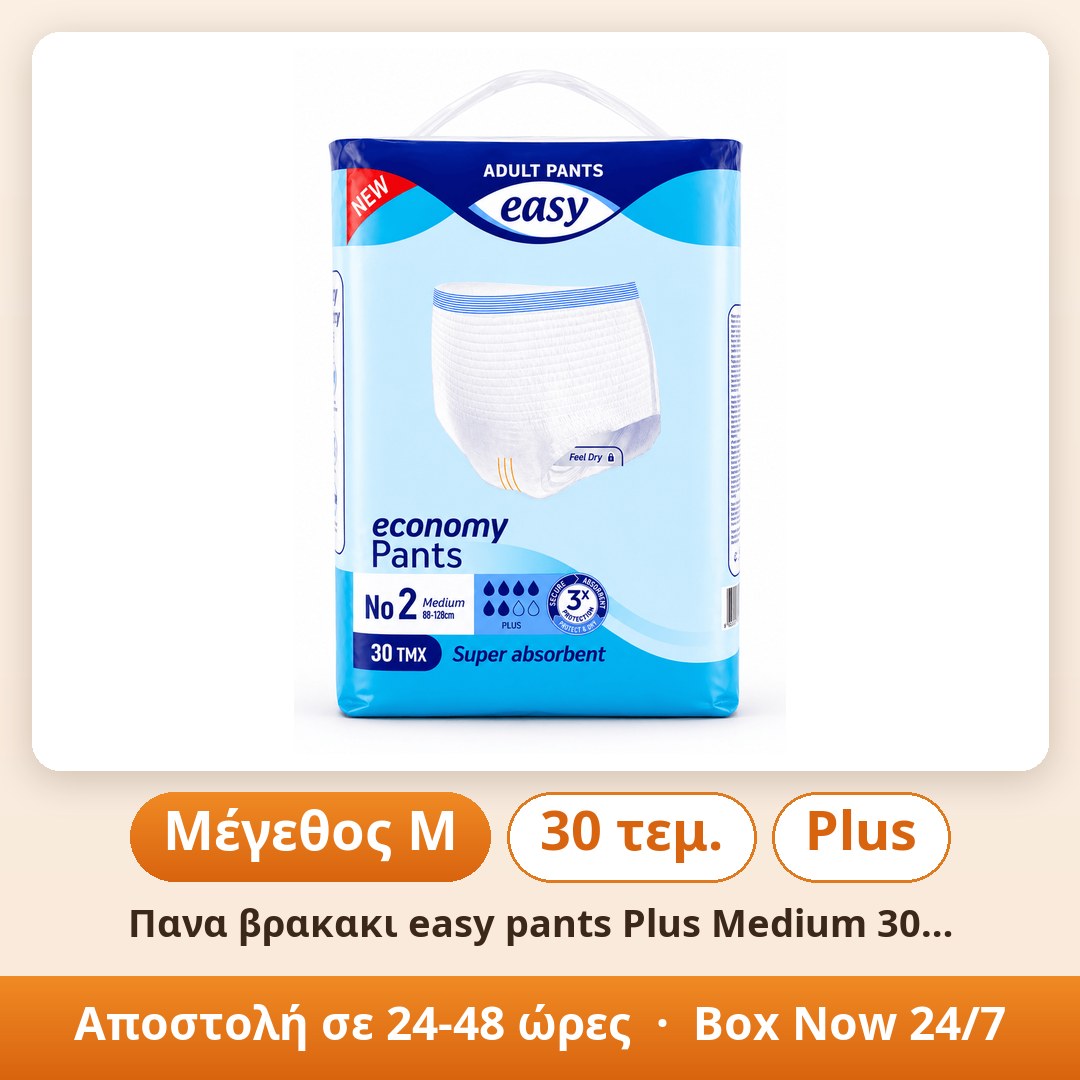 ADULT PANTS
easy
NEW
Feel Dry
economy
Pants
No 2 Medium
88-128cm
PLUS
SECURE ABSORBENT
3x
PROTECTION
PROTECT & DRY
30 TMX
Super absorbent
Μέγεθος M
30 τεμ.
Plus
Πανα βρακακι easy pants Plus Medium 30...
Αποστολή σε 24-48 ώρες · Box Now 24/7